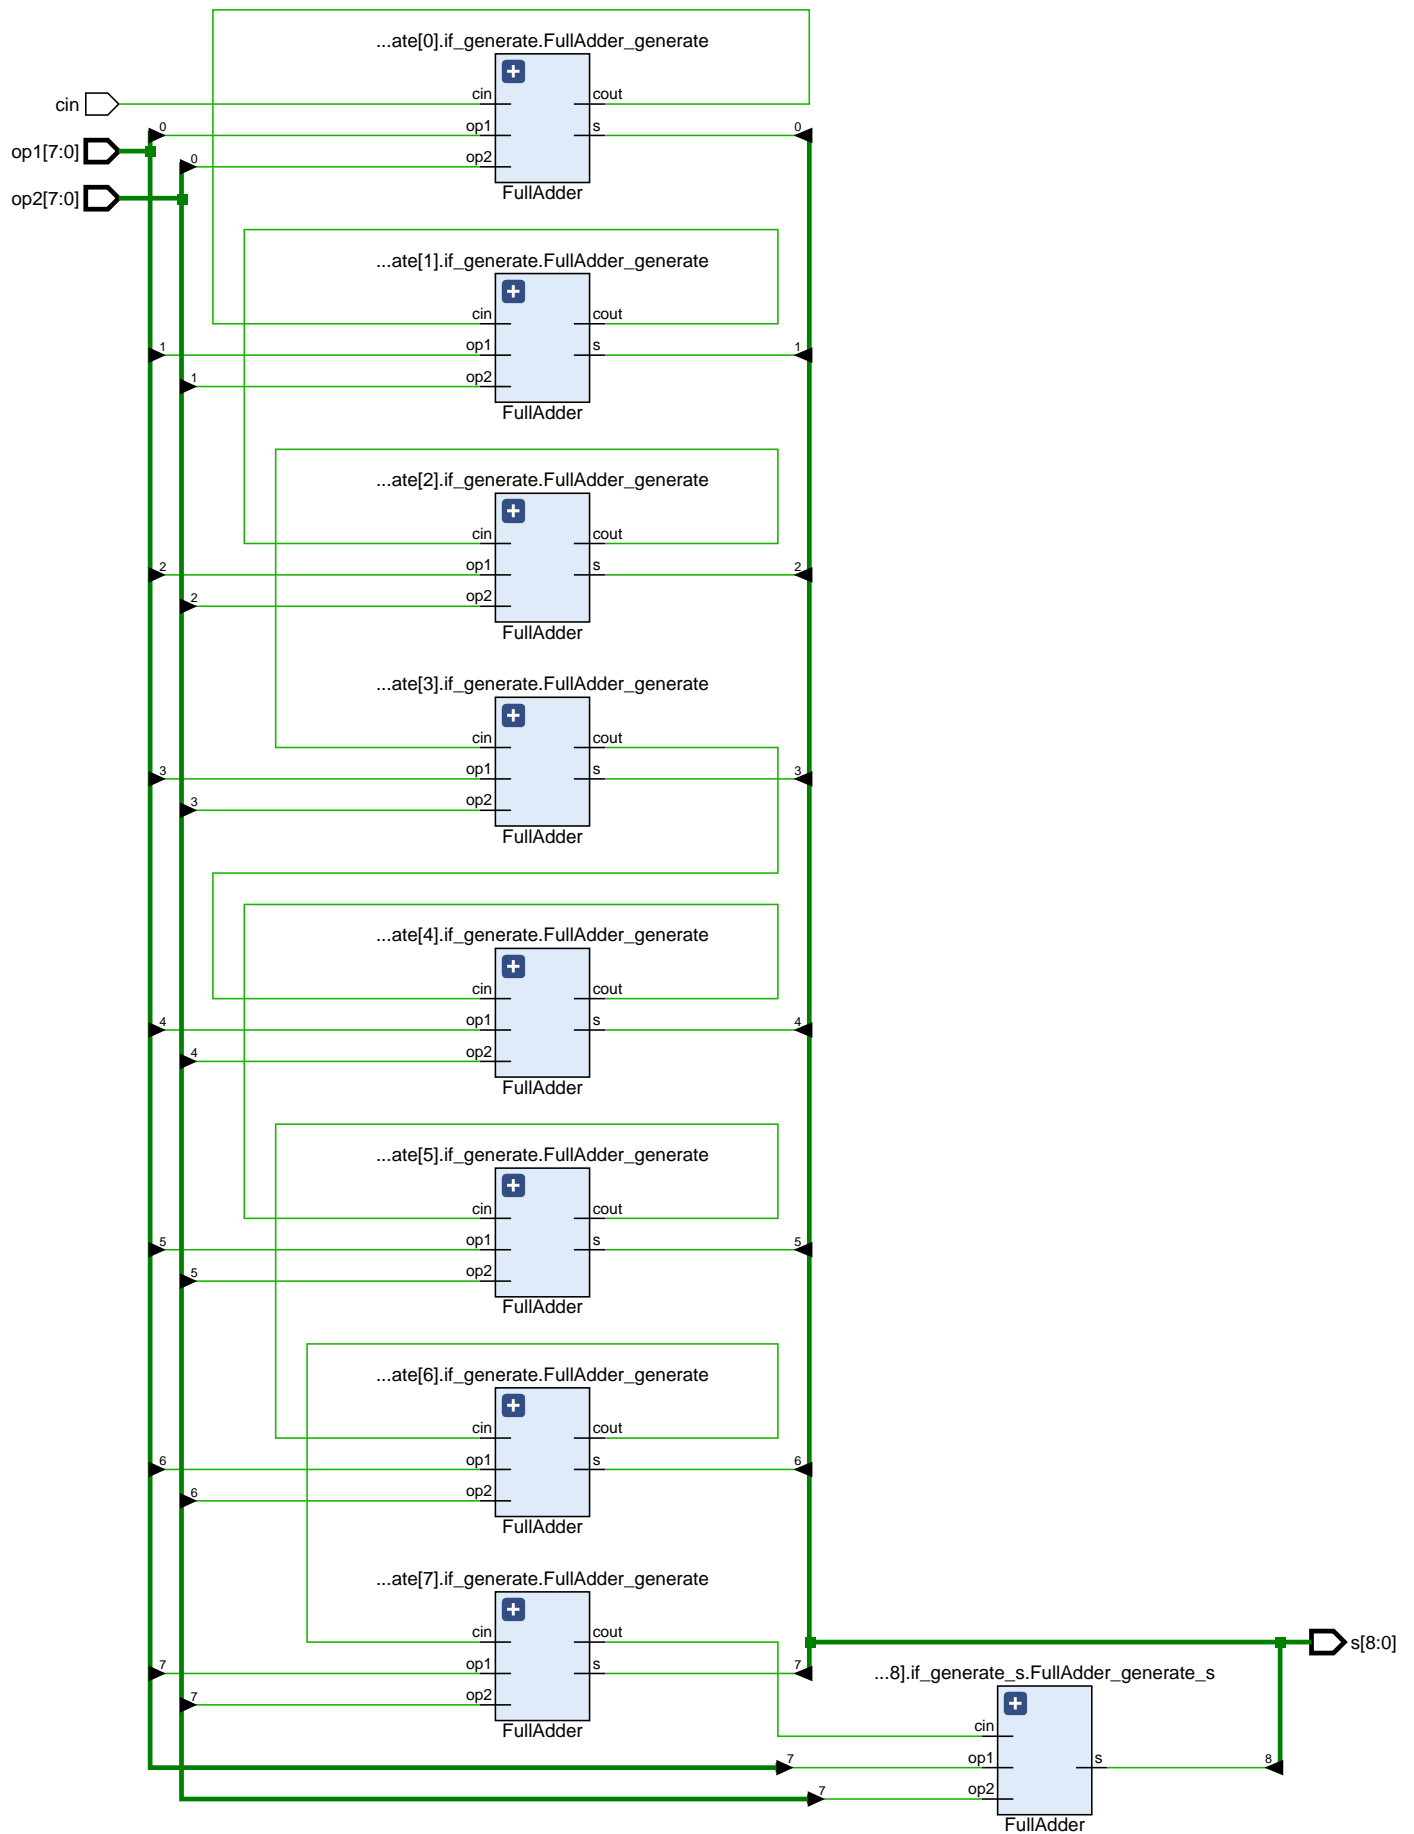 ...ate[0].if_generate.FullAdder_generate
cin
cin
cout
op1[7:0]
0
op1
s
0
op2[7:0]
0
op2
FullAdder
...ate[1].if_generate.FullAdder_generate
cin
cout
1
op1
s
1
1
op2
FullAdder
...ate[2].if_generate.FullAdder_generate
cin
cout
2
op1
s
2
2
op2
FullAdder
...ate[3].if_generate.FullAdder_generate
cin
cout
3
op1
s
3
3
op2
FullAdder
...ate[4].if_generate.FullAdder_generate
cin
cout
4
op1
s
4
4
op2
FullAdder
...ate[5].if_generate.FullAdder_generate
cin
cout
5
op1
s
5
5
op2
FullAdder
...ate[6].if_generate.FullAdder_generate
cin
cout
6
op1
s
6
6
op2
FullAdder
...ate[7].if_generate.FullAdder_generate
cin
cout
7
op1
s
7
7
op2
FullAdder
s[8:0]
...8].if_generate_s.FullAdder_generate_s
cin
7
op1
s
8
7
op2
FullAdder